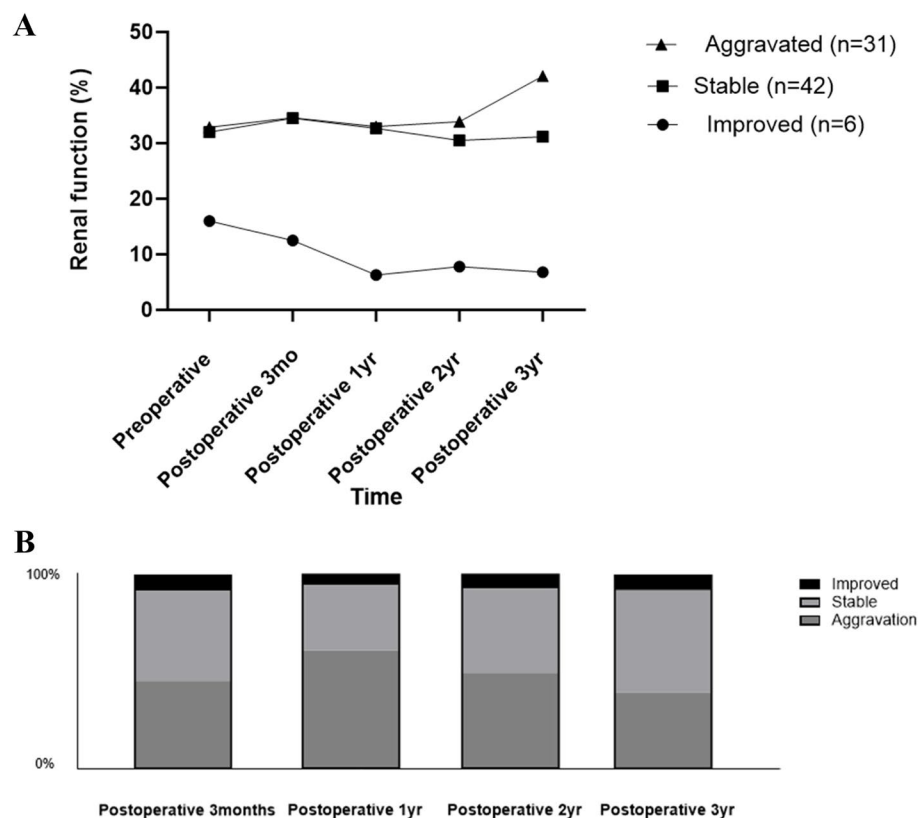 A
Renal function (%)
50
40
30
20
10
0
Preoperative
Postoperative 3mo
Postoperative 1yr
Postoperative 2yr
Postoperative 3yr
Time
Aggravated (n=31)
Stable (n=42)
Improved (n=6)
B
100%
0%
Postoperative 3months
Postoperative 1yr
Postoperative 2yr
Postoperative 3yr
Improved
Stable
Aggravation